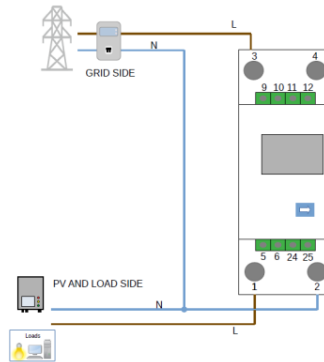 L
N
GRID SIDE
3 4
9 10 11 12
5 6 24 25
1 2
PV AND LOAD SIDE
N
L
Loads